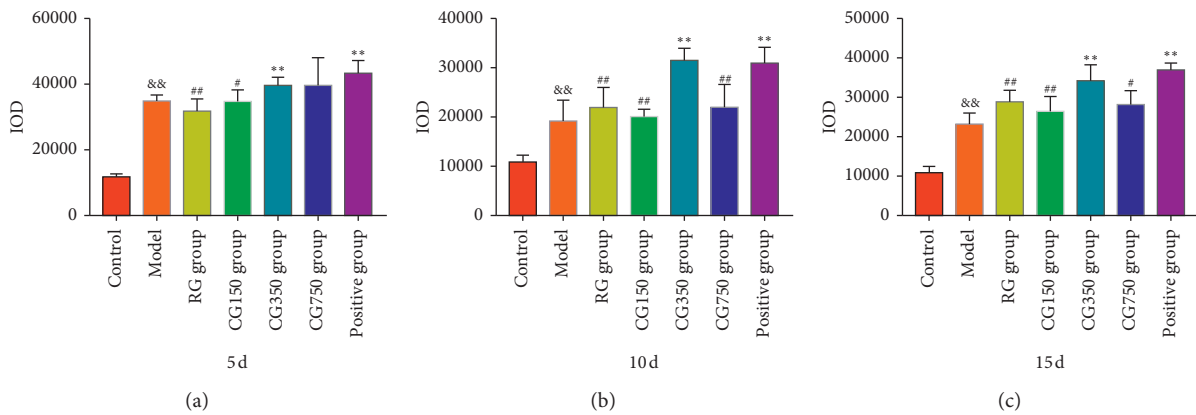 60000
40000
20000
0
IOD
&&
##
#
**
**
Control
Model
RG group
CG150 group
CG350 group
CG750 group
Positive group
5 d
(a)
40000
30000
20000
10000
0
IOD
&&
##
##
**
##
**
Control
Model
RG group
CG150 group
CG350 group
CG750 group
Positive group
10 d
(b)
50000
40000
30000
20000
10000
0
IOD
&&
##
##
**
#
**
Control
Model
RG group
CG150 group
CG350 group
CG750 group
Positive group
15 d
(c)